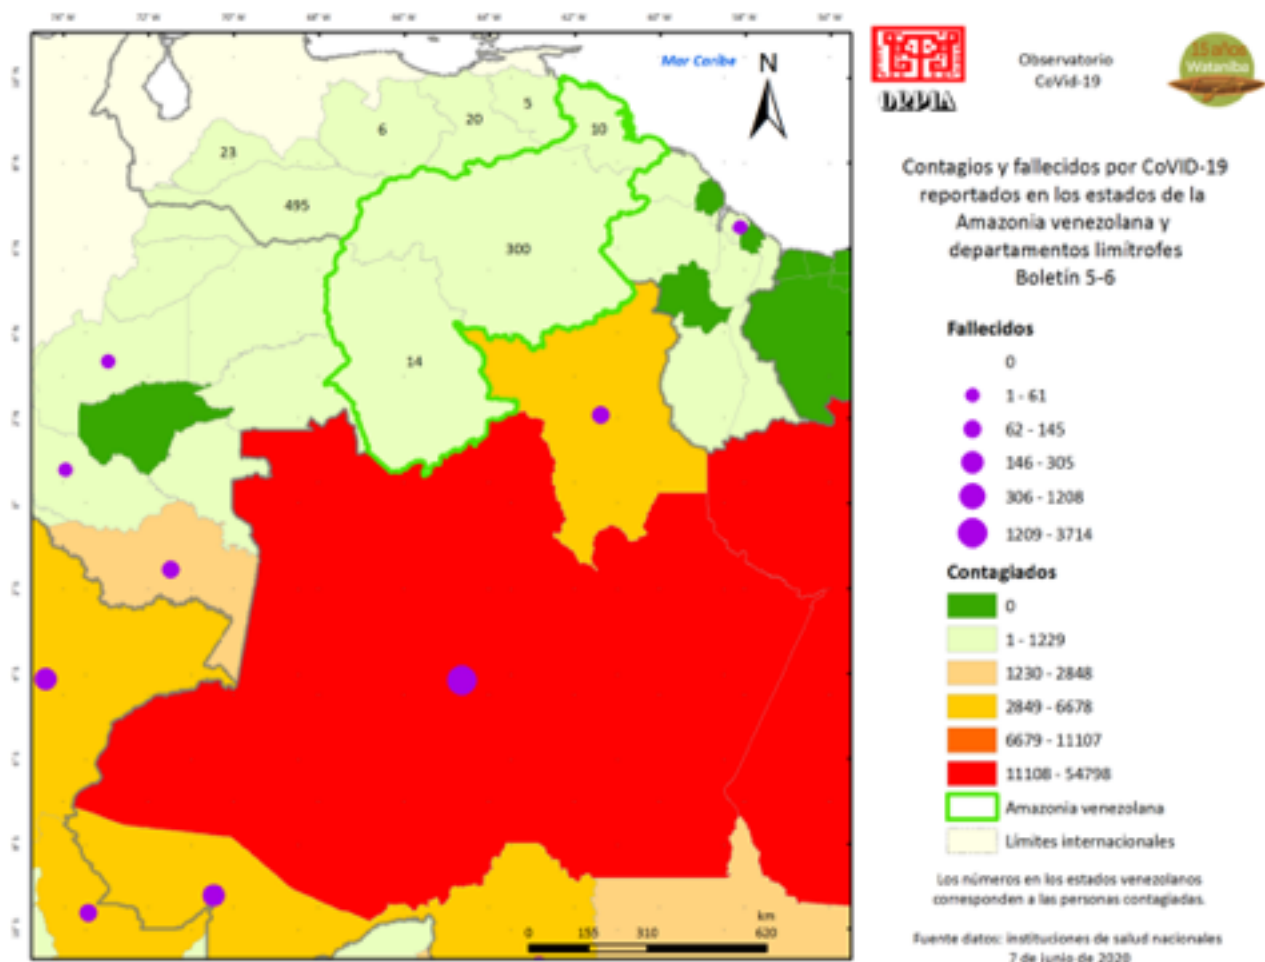 Mar Caribe
N
5
20
10
6
23
495
300
14
km
0 155 310 620
ORPIA
Observatorio
CoVid-19
15 años
Wataniba
Contagios y fallecidos por CoVID-19
reportados en los estados de la
Amazonia venezolana y
departamentos limítrofes
Boletín 5-6
Fallecidos
0
1 - 61
62 - 145
146 - 305
306 - 1208
1209 - 3714
Contagiados
0
1 - 1229
1230 - 2848
2849 - 6678
6679 - 11107
11108 - 54798
Amazonia venezolana
Límites internacionales
Los números en los estados venezolanos
corresponden a las personas contagiadas.
Fuente datos: instituciones de salud nacionales
7 de junio de 2020